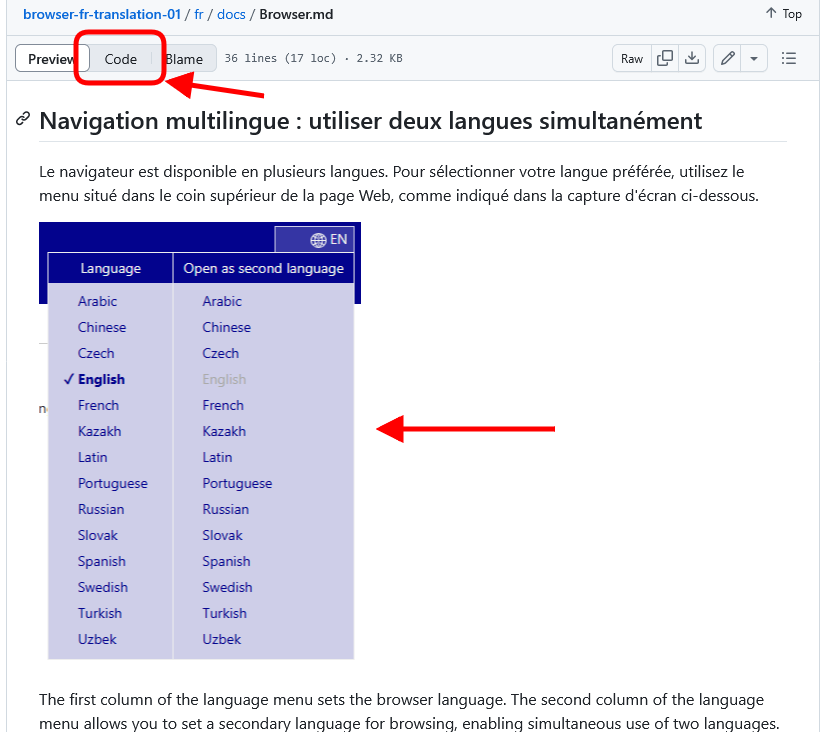 browser-fr-translation-01 / fr / docs / Browser.md
Top
Preview Code Blame 36 lines (17 loc) · 2.32 KB Raw
Navigation multilingue : utiliser deux langues simultanément
Le navigateur est disponible en plusieurs langues. Pour sélectionner votre langue préférée, utilisez le
menu situé dans le coin supérieur de la page Web, comme indiqué dans la capture d'écran ci-dessous.
EN
Language Open as second language
Arabic Arabic
Chinese Chinese
Czech Czech
✓ English English
French French
Kazakh Kazakh
Latin Latin
Portuguese Portuguese
Russian Russian
Slovak Slovak
Spanish Spanish
Swedish Swedish
Turkish Turkish
Uzbek Uzbek
The first column of the language menu sets the browser language. The second column of the language
menu allows you to set a secondary language for browsing, enabling simultaneous use of two languages.